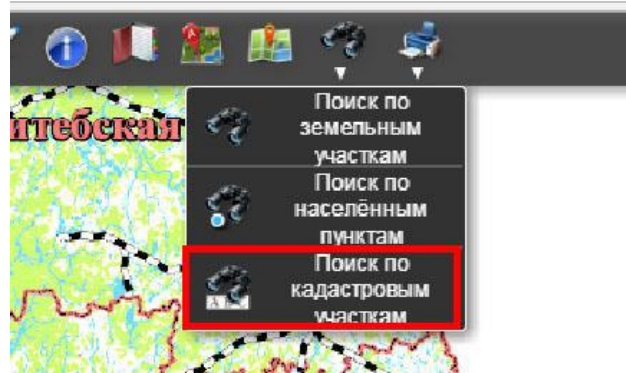 итебская
Поиск по
земельным
участкам
Поиск по
населённым
пунктам
Поиск по
кадастровым
участкам